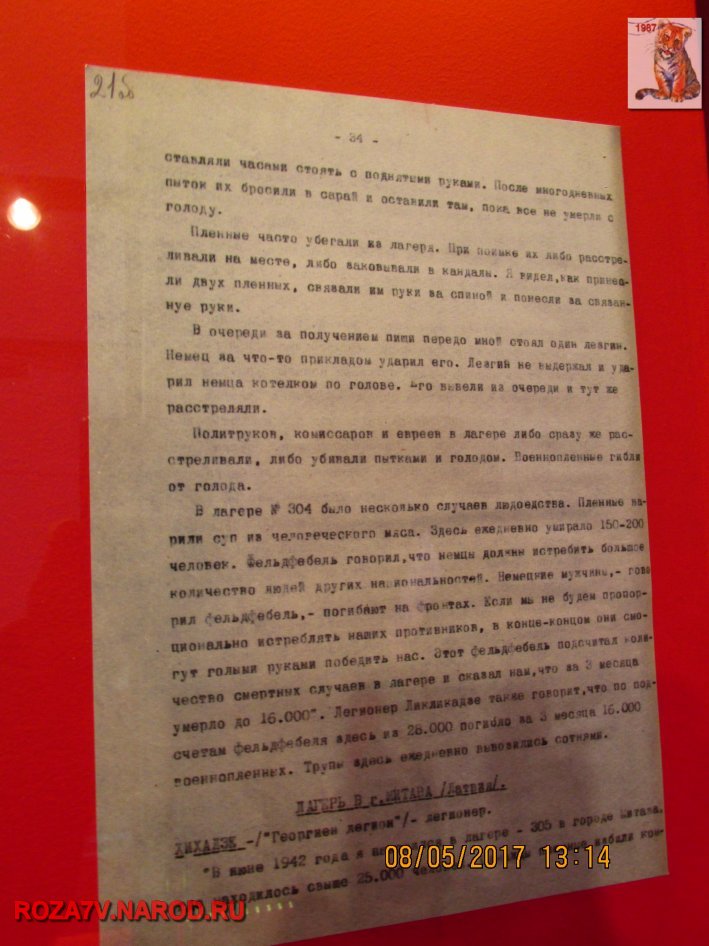 1987
218
- 34 -
ставляли часами стоять с поднятыми руками. После многодневных
пыток их бросили в сарай и оставили там, пока все не умерли с
голоду.
Пленные часто убегали из лагеря. При поимке их либо расстре-
ливали на месте, либо заковывали в кандалы. Я видел,как приве-
ли двух пленных, связали им руки за спиной и понесли за связан-
ные руки.
В очереди за получением пищи передо мной стоял один лезгин.
Немец за что-то прикладом ударил его. Лезгин не выдержал и уда-
рил немца котелком по голове. Его вывели из очереди и тут же
расстреляли.
Политруков, комиссаров и евреев в лагере либо сразу же рас-
стреливали, либо убивали пытками и голодом. Военнопленные гибли
от голода.
В лагере № 304 было несколько случаев людоедства. Пленные ва-
рили суп из человеческого мяса. Здесь ежедневно умирало 150-200
человек. Фельдфебель говорил,что немцы должны истребить большое
количество людей других национальностей. Немецкие мужчины,- гово
рил фельдфебель,- погибают на фронтах. Если мы не будем пропор-
ционально истреблять наших противников, в конце-концом они смо-
гут голыми руками победить нас. Этот фельдфебель подсчитал коли-
чество смертных случаев в лагере и сказал нам,что за 3 месяца
умерло до 16.000". Легионер Ликликадзе также говорит,что по под-
счетам фельдфебеля здесь из 28.000 погибло за 3 месяца 16.000
военнопленных. Трупы здесь ежедневно вывозились сотнями.
ЛАГЕРЬ В г.МИТАВА /Латвия/.
-/"Георгиен легион"/- легионер.
"В июне 1942 года я в лагере - 305 в городе Митава.
находилось свыше 25.000 избили
08/05/2017 13:14
ROZA7V.NAROD.RU